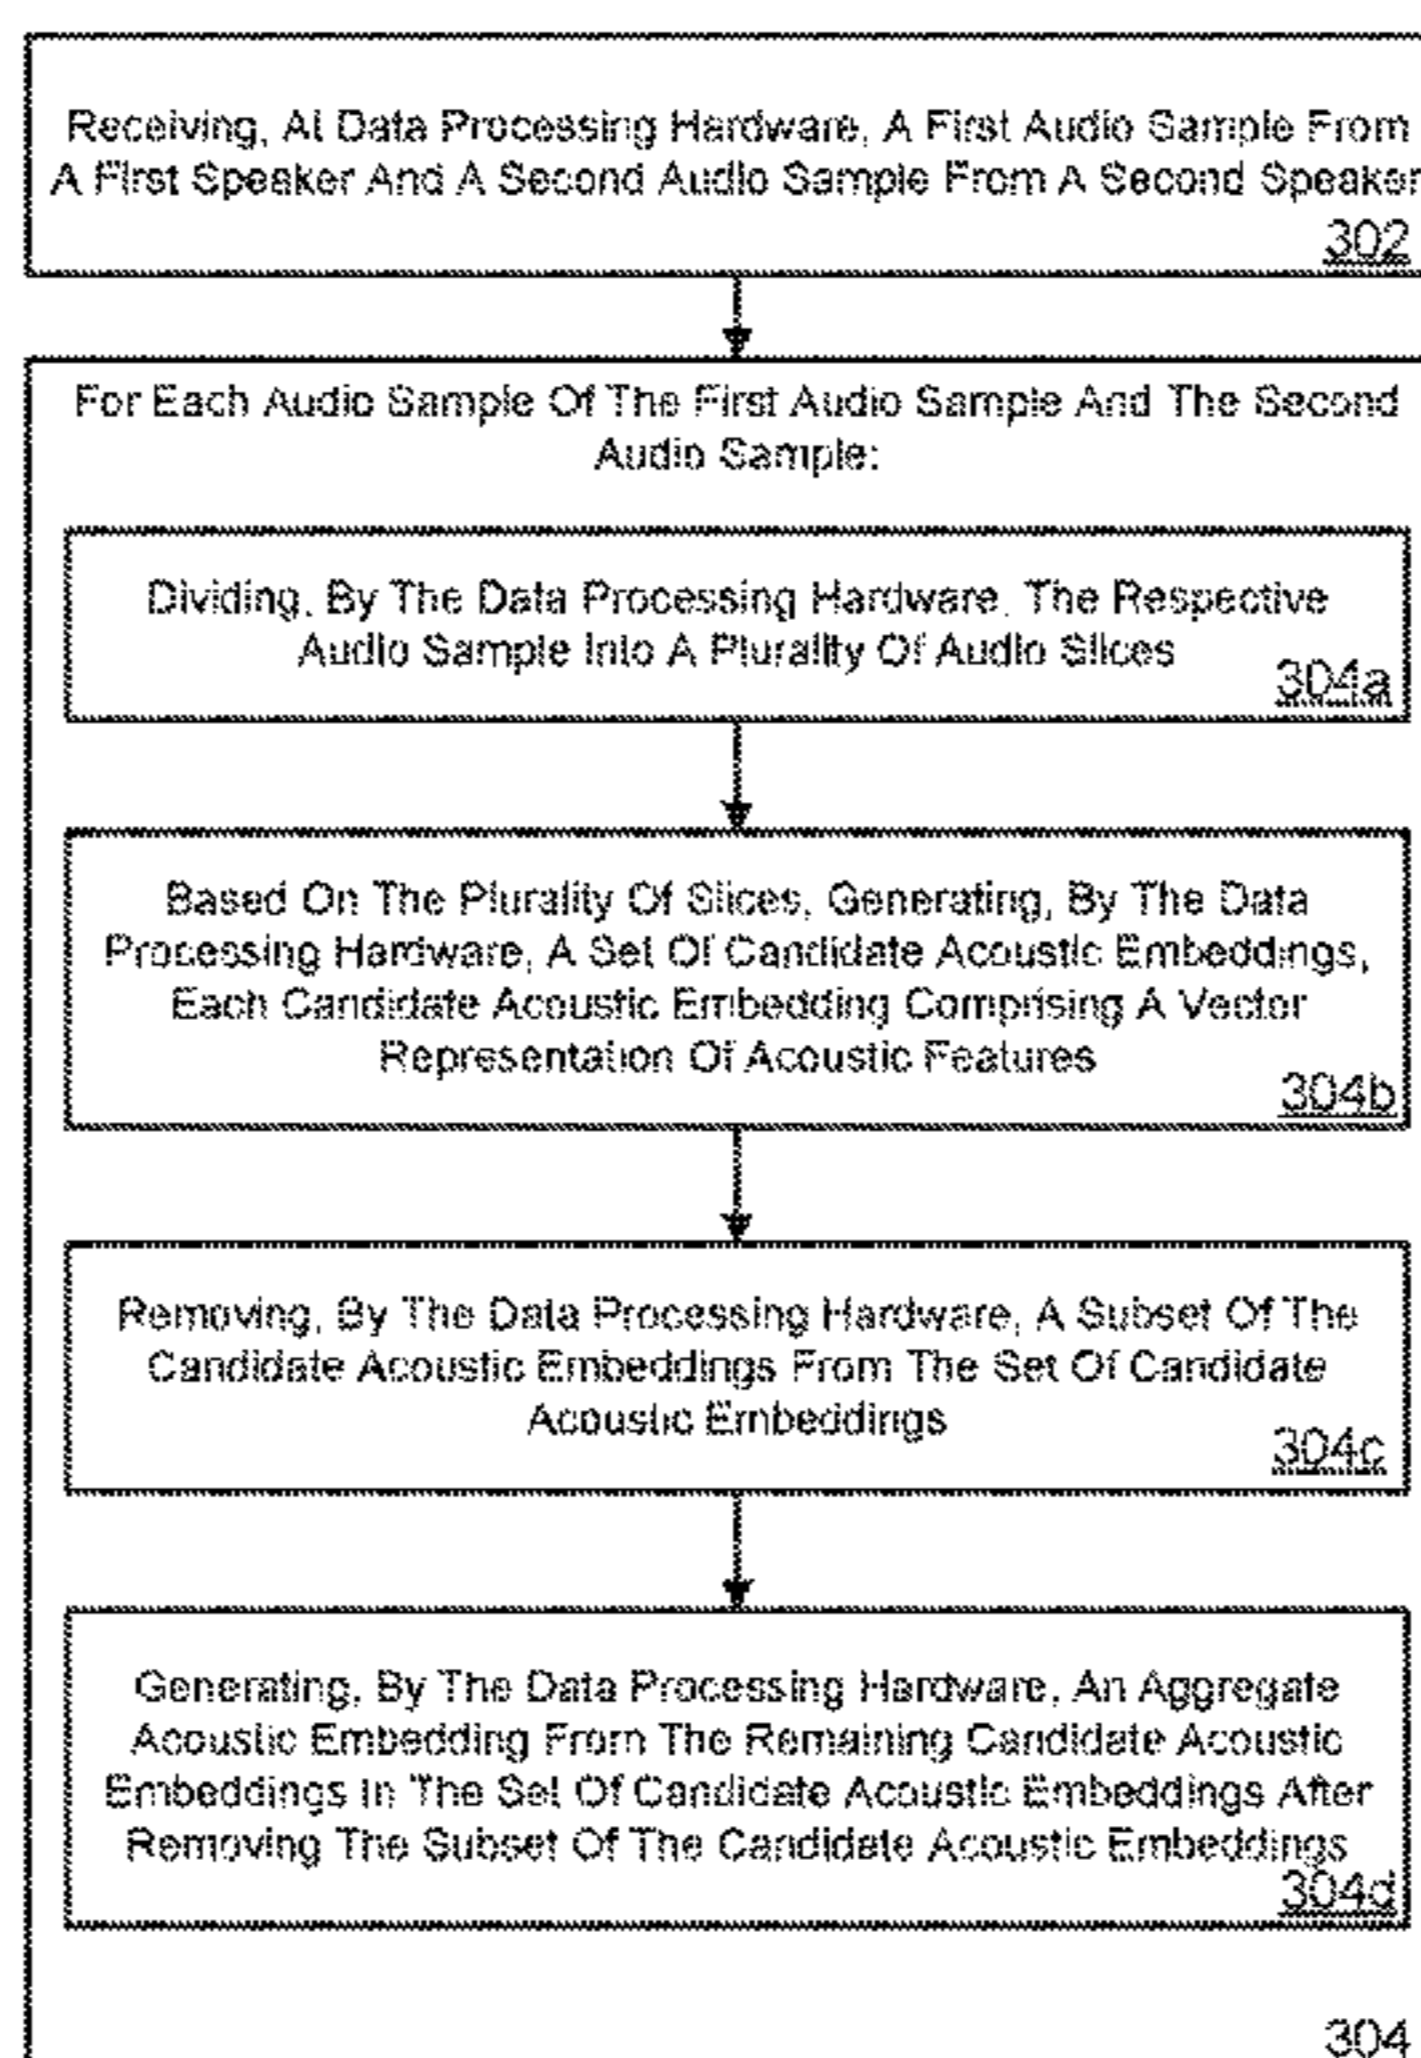 Receiving, At Data Processing Hardware, A First Audio Sample From
A First Speaker And A Second Audio Sample From A Second Speaker
302
For Each Audio Sample Of The First Audio Sample And The Second
Audio Sample:
Dividing, By The Data Processing Hardware, The Respective
Audio Sample Into A Plurality Of Audio Slices
304a
Based On The Plurality Of Slices, Generating, By The Data
Processing Hardware, A Set Of Candidate Acoustic Embeddings,
Each Candidate Acoustic Embedding Comprising A Vector
Representation Of Acoustic Features
304b
Removing, By The Data Processing Hardware, A Subset Of The
Candidate Acoustic Embeddings From The Set Of Candidate
Acoustic Embeddings
304c
Generating, By The Data Processing Hardware, An Aggregate
Acoustic Embedding From The Remaining Candidate Acoustic
Embeddings In The Set Of Candidate Acoustic Embeddings After
Removing The Subset Of The Candidate Acoustic Embeddings
304d
304